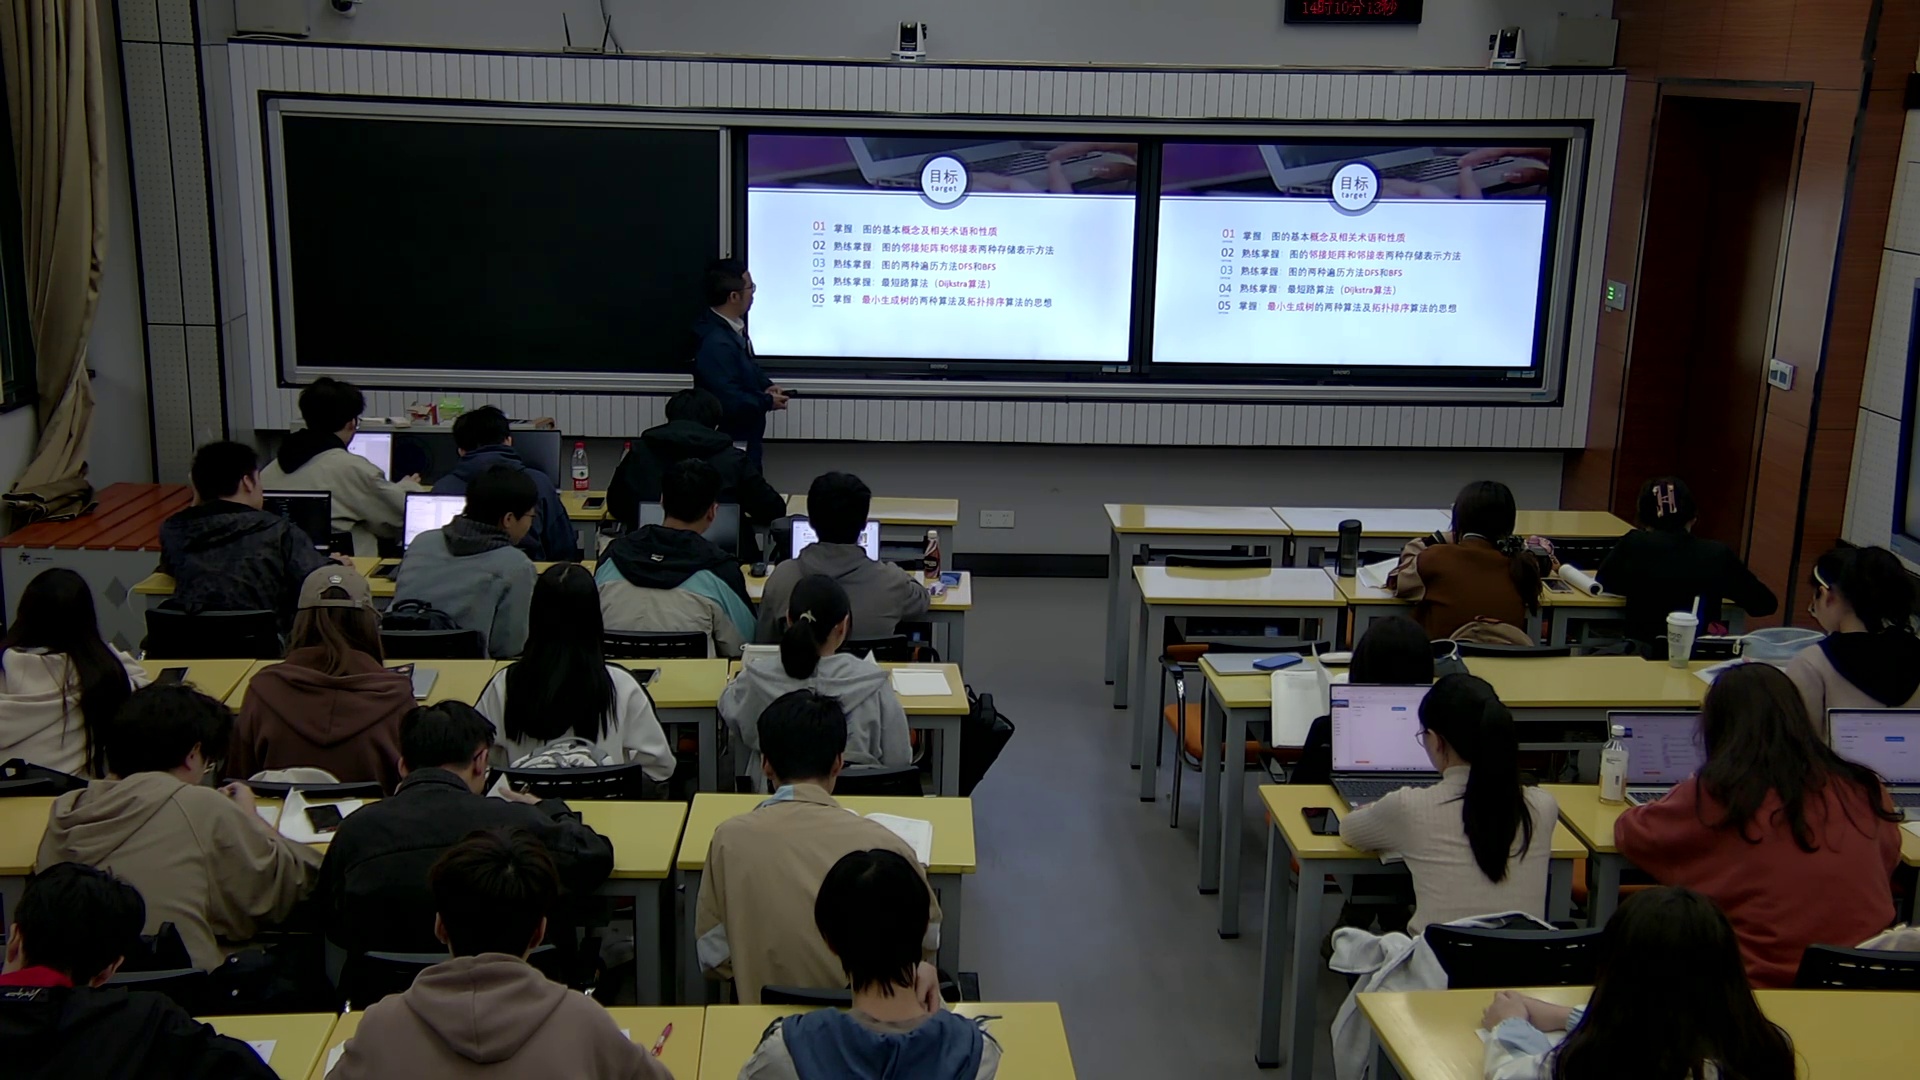 14时10分13秒
目标
target
01 掌握 图的基本概念及相关术语和性质
02 熟练掌握：图的邻接矩阵和邻接表两种存储表示方法
03 熟练掌握：图的两种遍历方法DFS和BFS
04 熟练掌握：最短路算法（Dijkstra算法）
05 掌握 最小生成树的两种算法及拓扑排序算法的思想
目标
target
01 掌握 图的基本概念及相关术语和性质
02 熟练掌握：图的邻接矩阵和邻接表两种存储表示方法
03 熟练掌握：图的两种遍历方法DFS和BFS
04 熟练掌握：最短路算法（Dijkstra算法）
05 掌握 最小生成树的两种算法及拓扑排序算法的思想